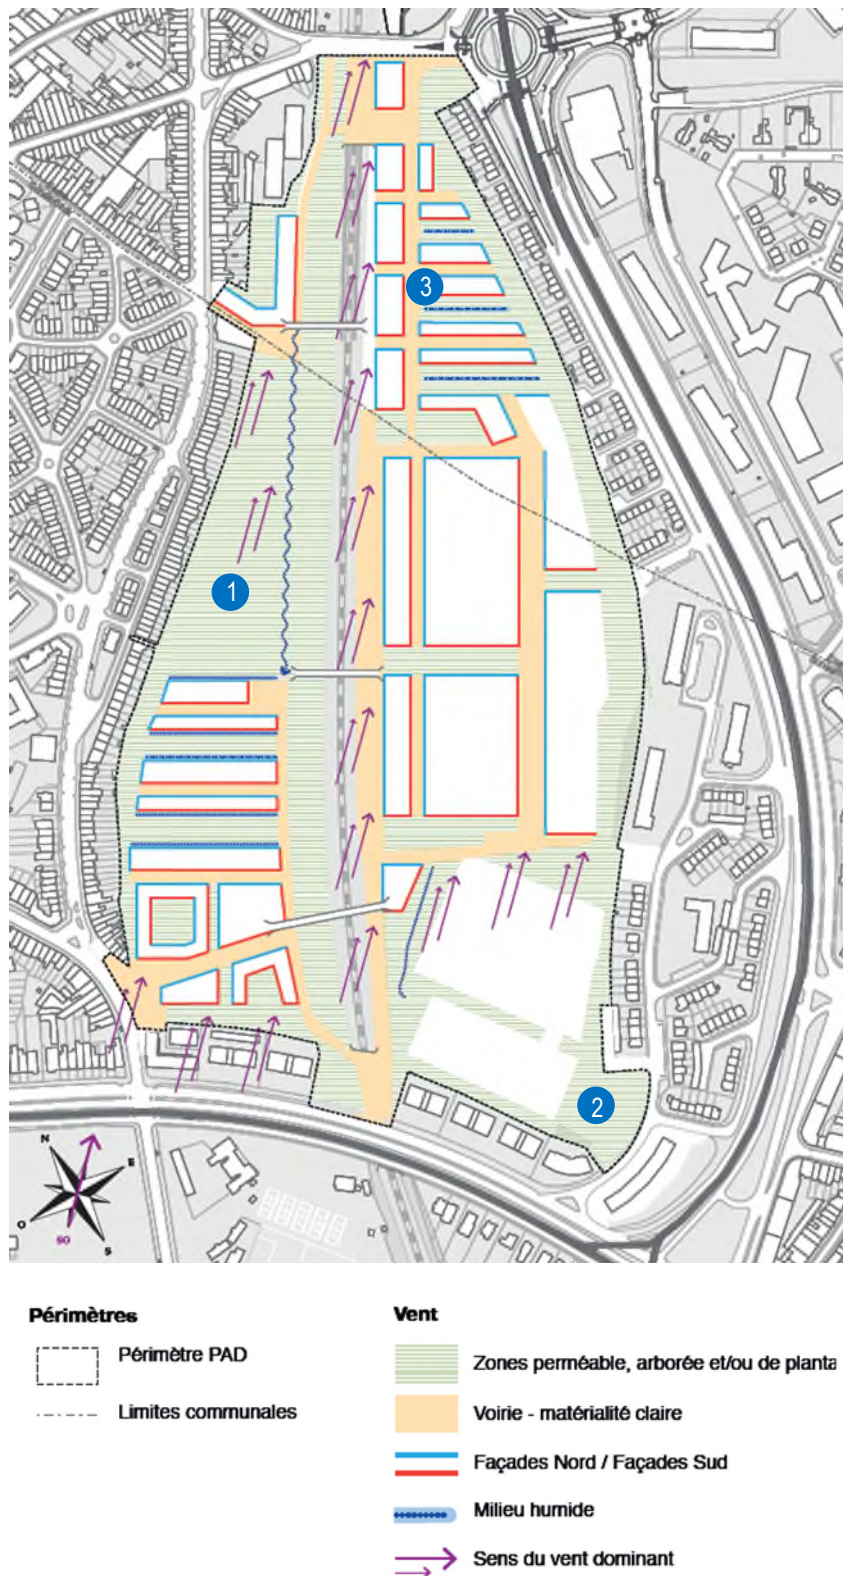 3
1
2
N
E
O
S
SO
Périmètres
Périmètre PAD
Limites communales
Vent
Zones perméable, arborée et/ou de planta
Voirie - matérialité claire
Façades Nord / Façades Sud
Milieu humide
Sens du vent dominant